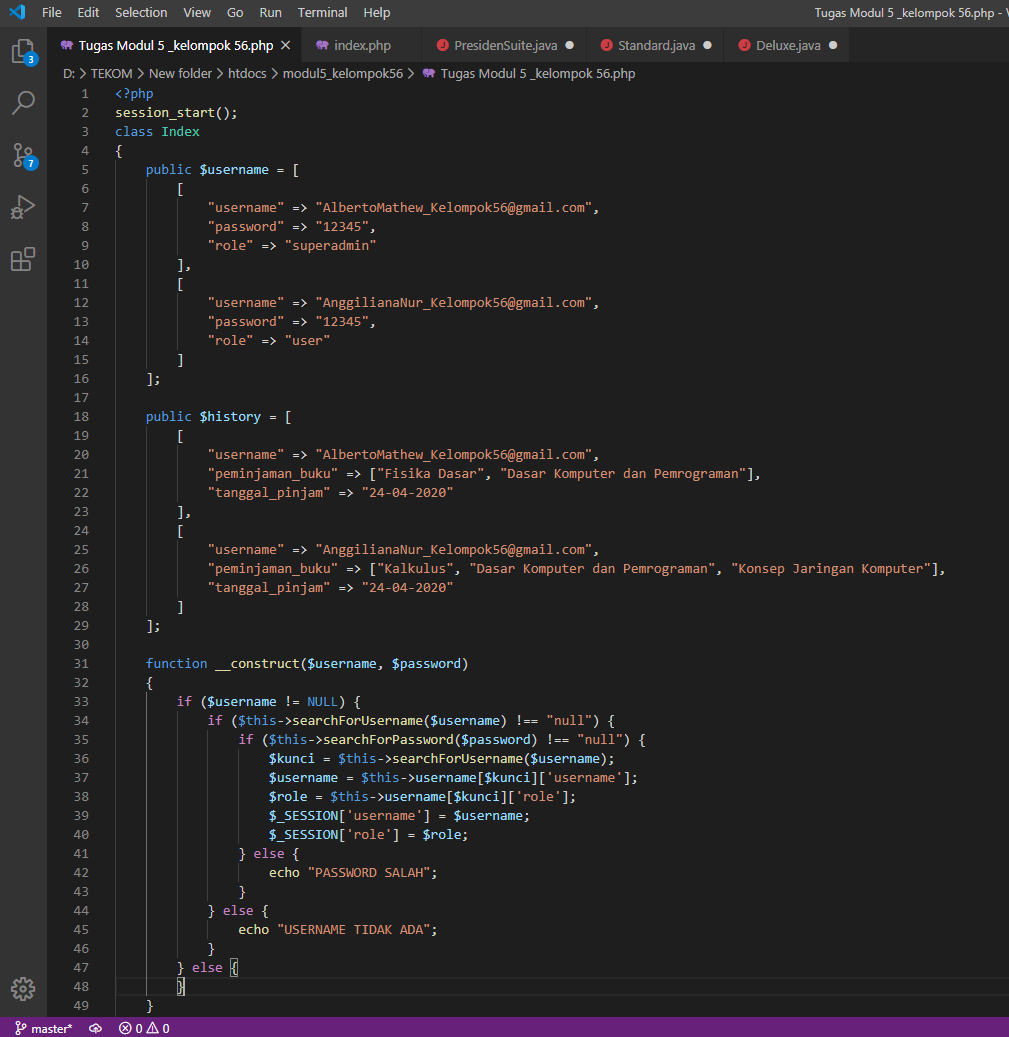 File Edit Selection View Go Run Terminal Help Tugas Modul 5 _kelompok 56.php - V
Tugas Modul 5 _kelompok 56.php index.php PresidenSuite.java Standard.java Deluxe.java
D: > TEKOM > New folder > htdocs > modul5_kelompok56 > Tugas Modul 5 _kelompok 56.php
1 <?php
2 session_start();
3 class Index
4 {
5     public $username = [
6         [
7             "username" => "AlbertoMathew_Kelompok56@gmail.com",
8             "password" => "12345",
9             "role" => "superadmin"
10         ],
11         [
12             "username" => "AnggilianaNur_Kelompok56@gmail.com",
13             "password" => "12345",
14             "role" => "user"
15         ]
16     ];
17
18     public $history = [
19         [
20             "username" => "AlbertoMathew_Kelompok56@gmail.com",
21             "peminjaman_buku" => ["Fisika Dasar", "Dasar Komputer dan Pemrograman"],
22             "tanggal_pinjam" => "24-04-2020"
23         ],
24         [
25             "username" => "AnggilianaNur_Kelompok56@gmail.com",
26             "peminjaman_buku" => ["Kalkulus", "Dasar Komputer dan Pemrograman", "Konsep Jaringan Komputer"],
27             "tanggal_pinjam" => "24-04-2020"
28         ]
29     ];
30
31     function __construct($username, $password)
32     {
33         if ($username != NULL) {
34             if ($this->searchForUsername($username) !== "null") {
35                 if ($this->searchForPassword($password) !== "null") {
36                     $kunci = $this->searchForUsername($username);
37                     $username = $this->username[$kunci]['username'];
38                     $role = $this->username[$kunci]['role'];
39                     $_SESSION['username'] = $username;
40                     $_SESSION['role'] = $role;
41                 } else {
42                     echo "PASSWORD SALAH";
43                 }
44             } else {
45                 echo "USERNAME TIDAK ADA";
46             }
47         } else {
48         }
49     }
3
7
master* 0 0